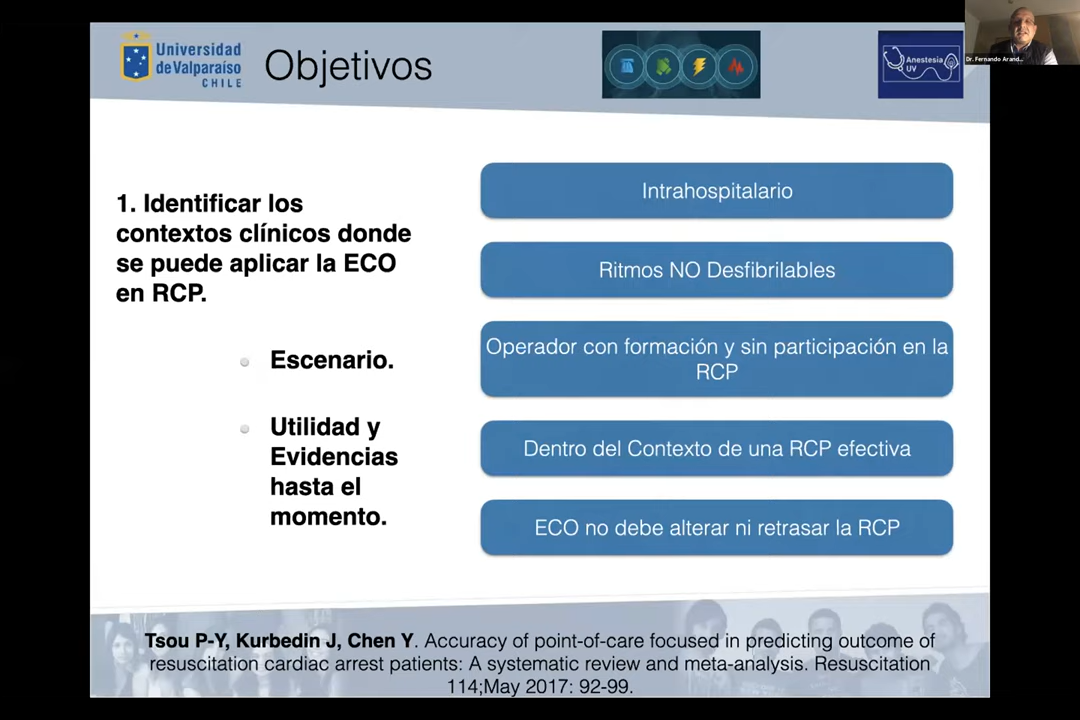 Universidad
de Valparaíso
CHILE
Objetivos
Anestesia
UV
Dr. Fernando Arand...
1. Identificar los
contextos clínicos donde
se puede aplicar la ECO
en RCP.
Escenario.
Utilidad y
Evidencias
hasta el
momento.
Intrahospitalario
Ritmos NO Desfibrilables
Operador con formación y sin participación en la
RCP
Dentro del Contexto de una RCP efectiva
ECO no debe alterar ni retrasar la RCP
Tsou P-Y, Kurbedin J, Chen Y. Accuracy of point-of-care focused in predicting outcome of
resuscitation cardiac arrest patients: A systematic review and meta-analysis. Resuscitation
114;May 2017: 92-99.